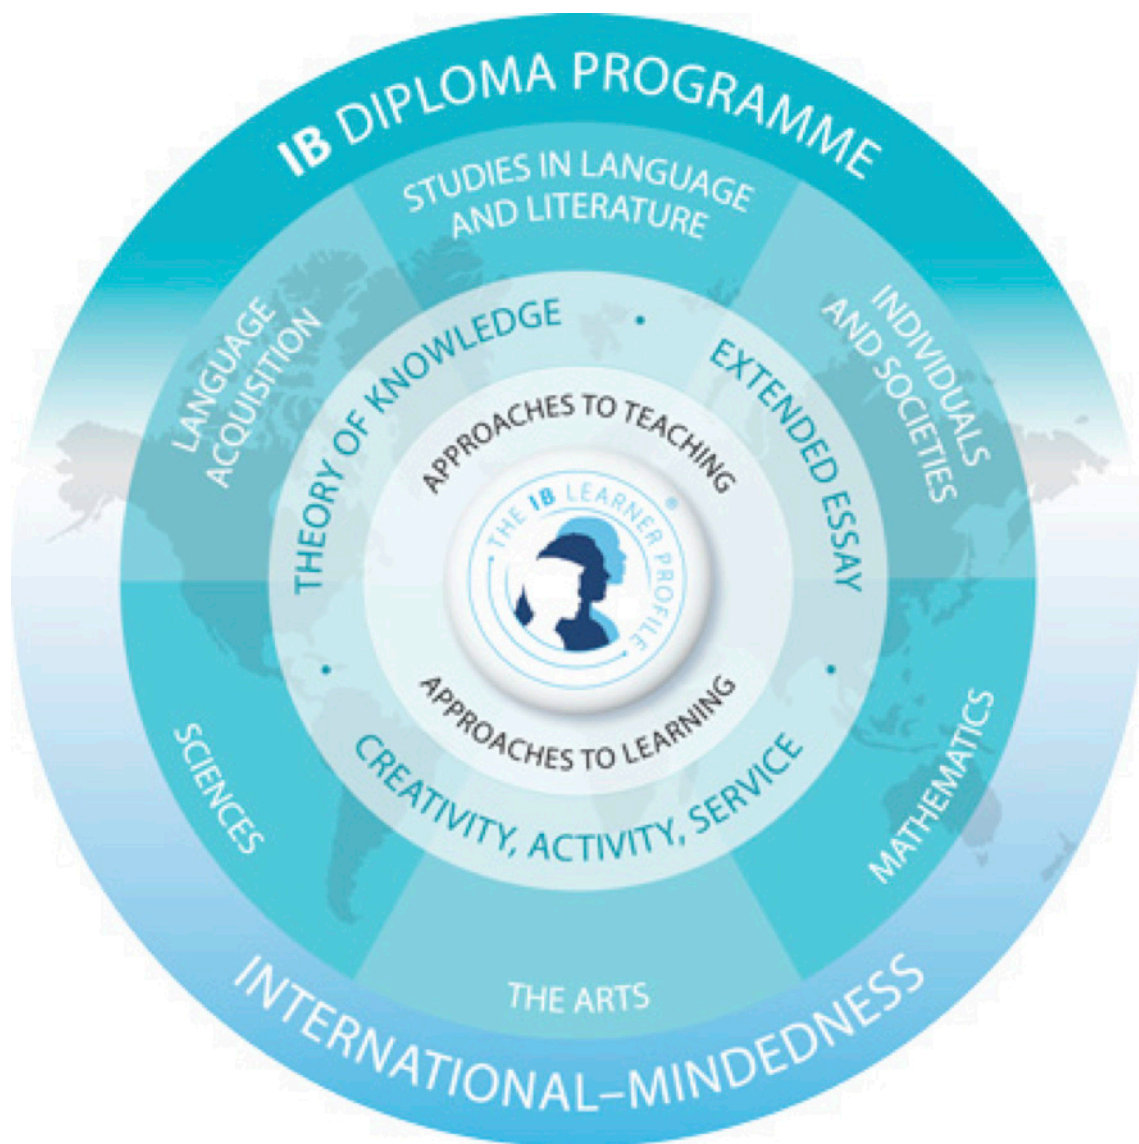 IB DIPLOMA PROGRAMME
STUDIES IN LANGUAGE
AND LITERATURE
LANGUAGE
ACQUISITION
INDIVIDUALS
AND SOCIETIES
THEORY OF KNOWLEDGE
•
EXTENDED ESSAY
•
APPROACHES TO TEACHING
THE IB LEARNER PROFILE
®
APPROACHES TO LEARNING
CREATIVITY, ACTIVITY, SERVICE
•
SCIENCES
MATHEMATICS
THE ARTS
INTERNATIONAL–MINDEDNESS